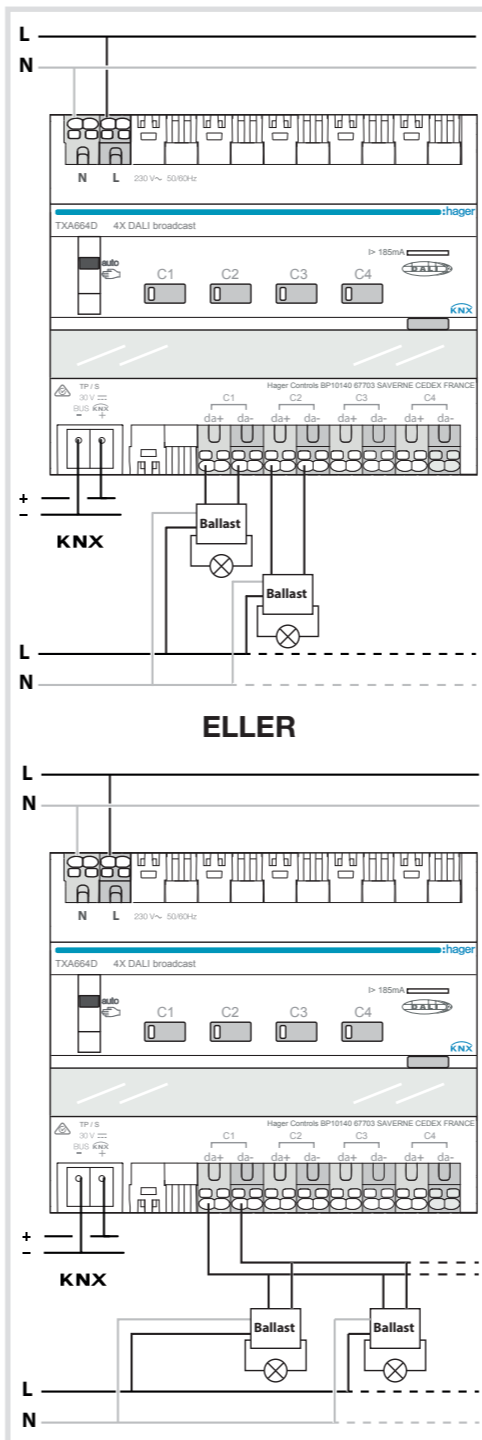 L
N
N L 230 V~ 50/60Hz
:hager
TXA664D 4X DALI broadcast
I> 185mA
auto
DALI
C1 C2 C3 C4
KNX
TP / S
30 V ⎓
BUS KNX
- +
Hager Controls BP10140 67703 SAVERNE CEDEX FRANCE
C1 C2 C3 C4
da+ da- da+ da- da+ da- da+ da-
+
-
KNX
Ballast
Ballast
L
N
ELLER
L
N
N L 230 V~ 50/60Hz
:hager
TXA664D 4X DALI broadcast
I> 185mA
auto
DALI
C1 C2 C3 C4
KNX
TP / S
30 V ⎓
BUS KNX
- +
Hager Controls BP10140 67703 SAVERNE CEDEX FRANCE
C1 C2 C3 C4
da+ da- da+ da- da+ da- da+ da-
+
-
KNX
Ballast Ballast
L
N